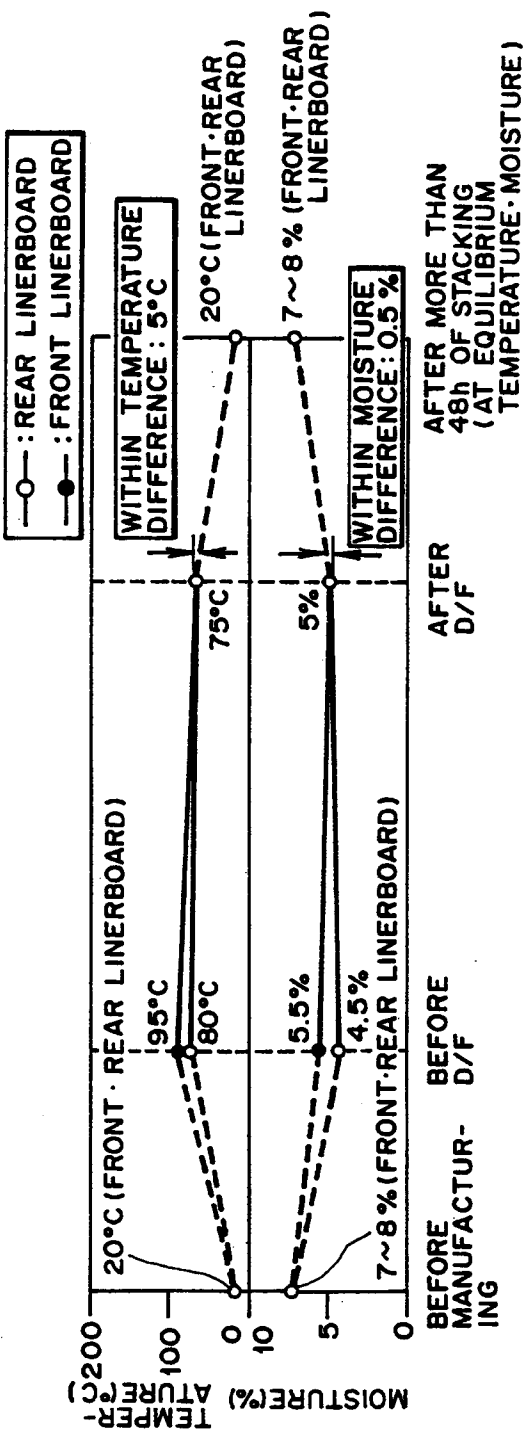 —○— : REAR LINERBOARD
—●— : FRONT LINERBOARD
TEMPER-
ATURE(°C)
200
100
0
20°C(FRONT·REAR LINERBOARD)
95°C
80°C
75°C
WITHIN TEMPERATURE
DIFFERENCE : 5°C
20°C(FRONT·REAR
LINERBOARD)
MOISTURE(%)
10
5
0
7~8%(FRONT·REAR LINERBOARD)
5.5%
4.5%
5%
WITHIN MOISTURE
DIFFERENCE : 0.5%
7~8%(FRONT·REAR
LINERBOARD)
BEFORE
MANUFACTUR-
ING
BEFORE
D/F
AFTER
D/F
AFTER MORE THAN
48h OF STACKING
(AT EQUILIBRIUM
TEMPERATURE·MOISTURE)